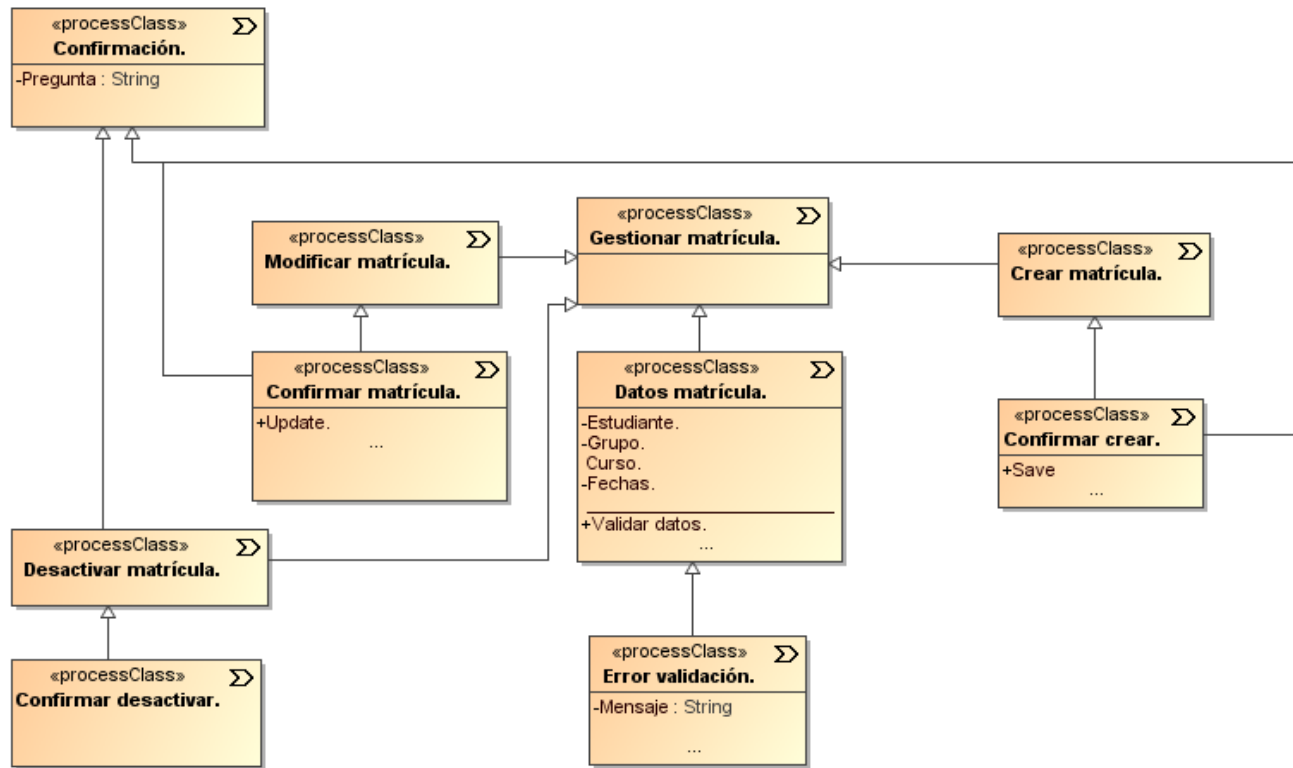 «processClass»
Confirmación.
-Pregunta : String
«processClass»
Modificar matrícula.
«processClass»
Gestionar matrícula.
«processClass»
Crear matrícula.
«processClass»
Confirmar matrícula.
+Update.
...
«processClass»
Datos matrícula.
-Estudiante.
-Grupo.
Curso.
-Fechas.
+Validar datos.
...
«processClass»
Confirmar crear.
+Save
...
«processClass»
Desactivar matrícula.
«processClass»
Confirmar desactivar.
«processClass»
Error validación.
-Mensaje : String
...